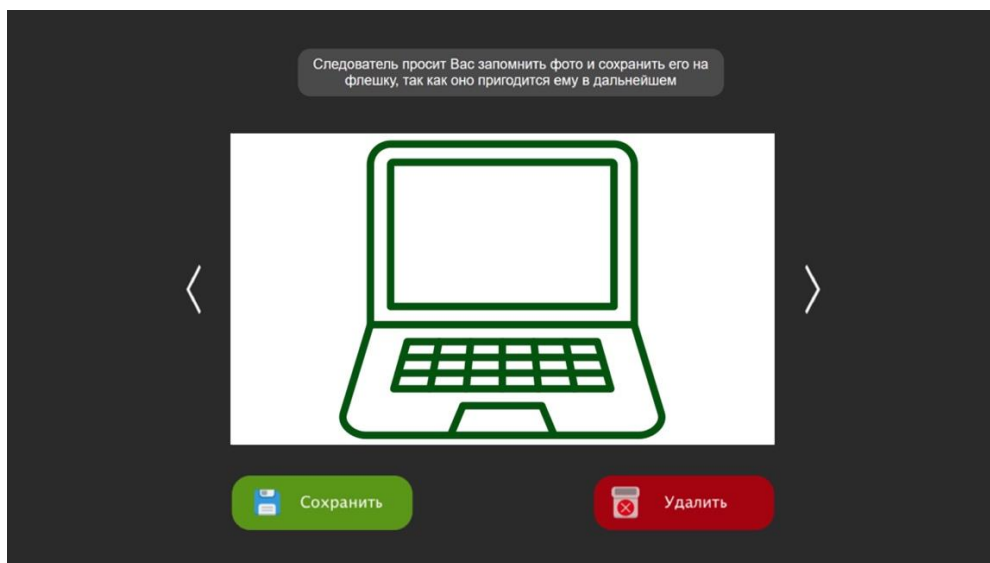 Следователь просит Вас запомнить фото и сохранить его на
флешку, так как оно пригодится ему в дальнейшем
Сохранить
Удалить